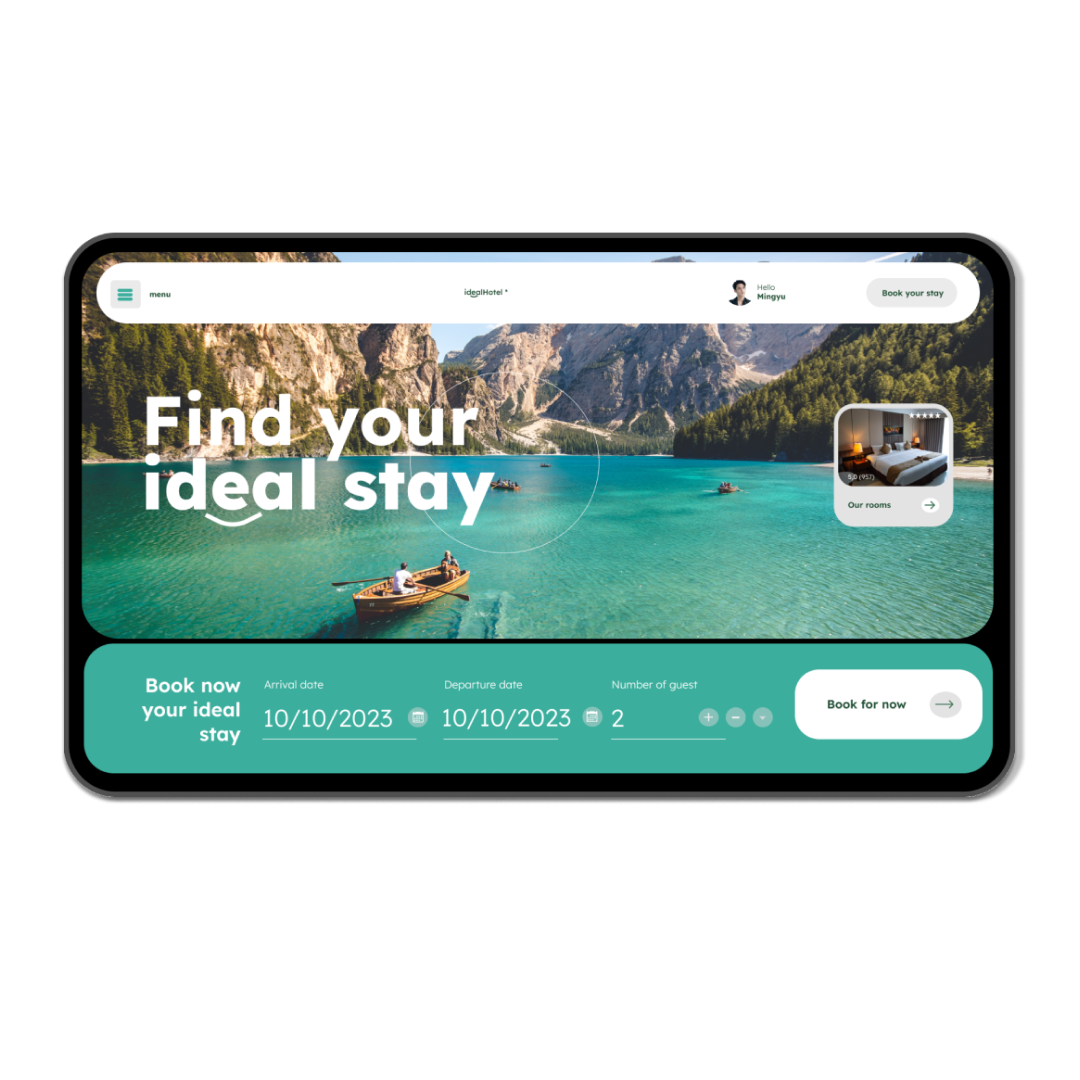 menu
idealHotel *
Hello
Mingyu
Book your stay
Find your
ideal stay
5,0 (957)
Our rooms
Book now
your ideal
stay
Arrival date
10/10/2023
Departure date
10/10/2023
Number of guest
2
Book for now